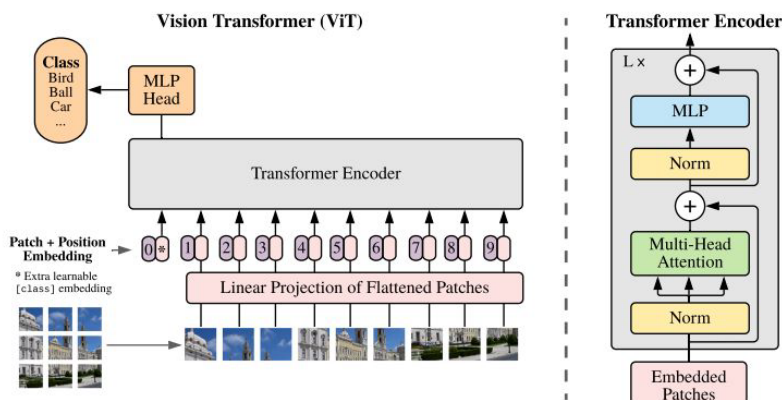 Vision Transformer (ViT)
Class
Bird
Ball
Car
...
MLP
Head
Transformer Encoder
Patch + Position
Embedding
* Extra learnable
[class] embedding
0 * 1 2 3 4 5 6 7 8 9
Linear Projection of Flattened Patches
Transformer Encoder
L x
+
MLP
Norm
+
Multi-Head
Attention
Norm
Embedded
Patches